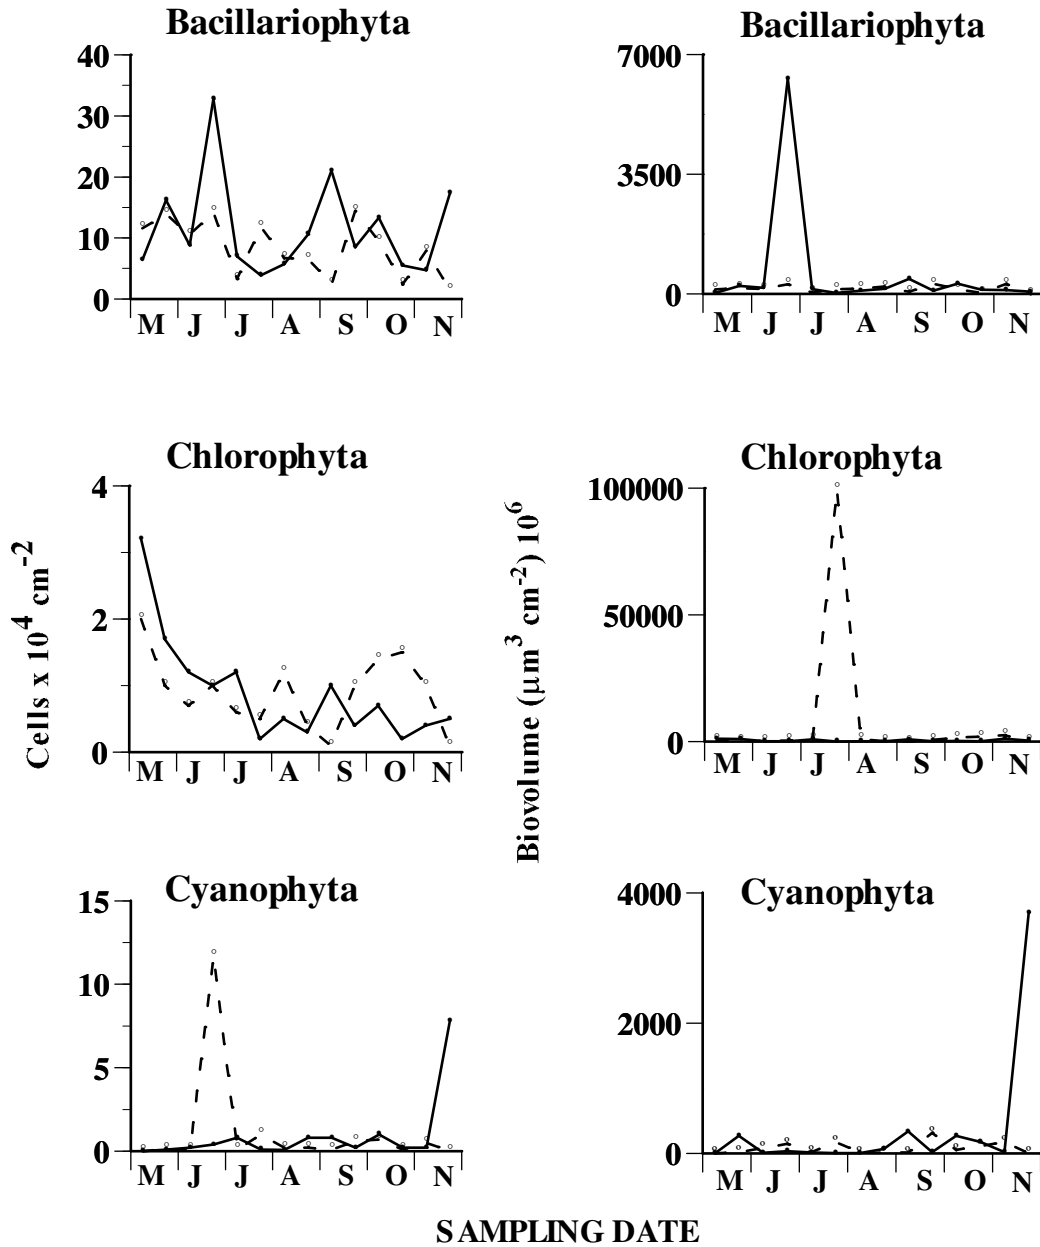 Bacillariophyta
40
30
20
10
0
M J J A S O N
Bacillariophyta
7000
3500
0
M J J A S O N
Cells x 10⁴ cm⁻²
Chlorophyta
4
2
0
M J J A S O N
Biovolume (µm³ cm⁻²) 10⁶
Chlorophyta
100000
50000
0
M J J A S O N
Cyanophyta
15
10
5
0
M J J A S O N
Cyanophyta
4000
2000
0
M J J A S O N
SAMPLING DATE